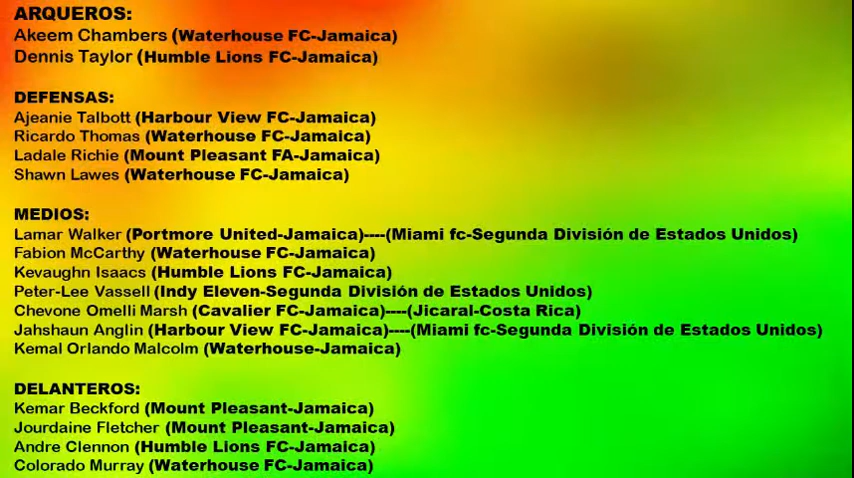 ARQUEROS:
Akeem Chambers (Waterhouse FC-Jamaica)
Dennis Taylor (Humble Lions FC-Jamaica)
DEFENSAS:
Ajeanie Talbott (Harbour View FC-Jamaica)
Ricardo Thomas (Waterhouse FC-Jamaica)
Ladale Richie (Mount Pleasant FA-Jamaica)
Shawn Lawes (Waterhouse FC-Jamaica)
MEDIOS:
Lamar Walker (Portmore United-Jamaica)----(Miami fc-Segunda División de Estados Unidos)
Fabion McCarthy (Waterhouse FC-Jamaica)
Kevaughn Isaacs (Humble Lions FC-Jamaica)
Peter-Lee Vassell (Indy Eleven-Segunda División de Estados Unidos)
Chevone Omelli Marsh (Cavalier FC-Jamaica)----(Jicaral-Costa Rica)
Jahshaun Anglin (Harbour View FC-Jamaica)----(Miami fc-Segunda División de Estados Unidos)
Kemal Orlando Malcolm (Waterhouse-Jamaica)
DELANTEROS:
Kemar Beckford (Mount Pleasant-Jamaica)
Jourdaine Fletcher (Mount Pleasant-Jamaica)
Andre Clennon (Humble Lions FC-Jamaica)
Colorado Murray (Waterhouse FC-Jamaica)